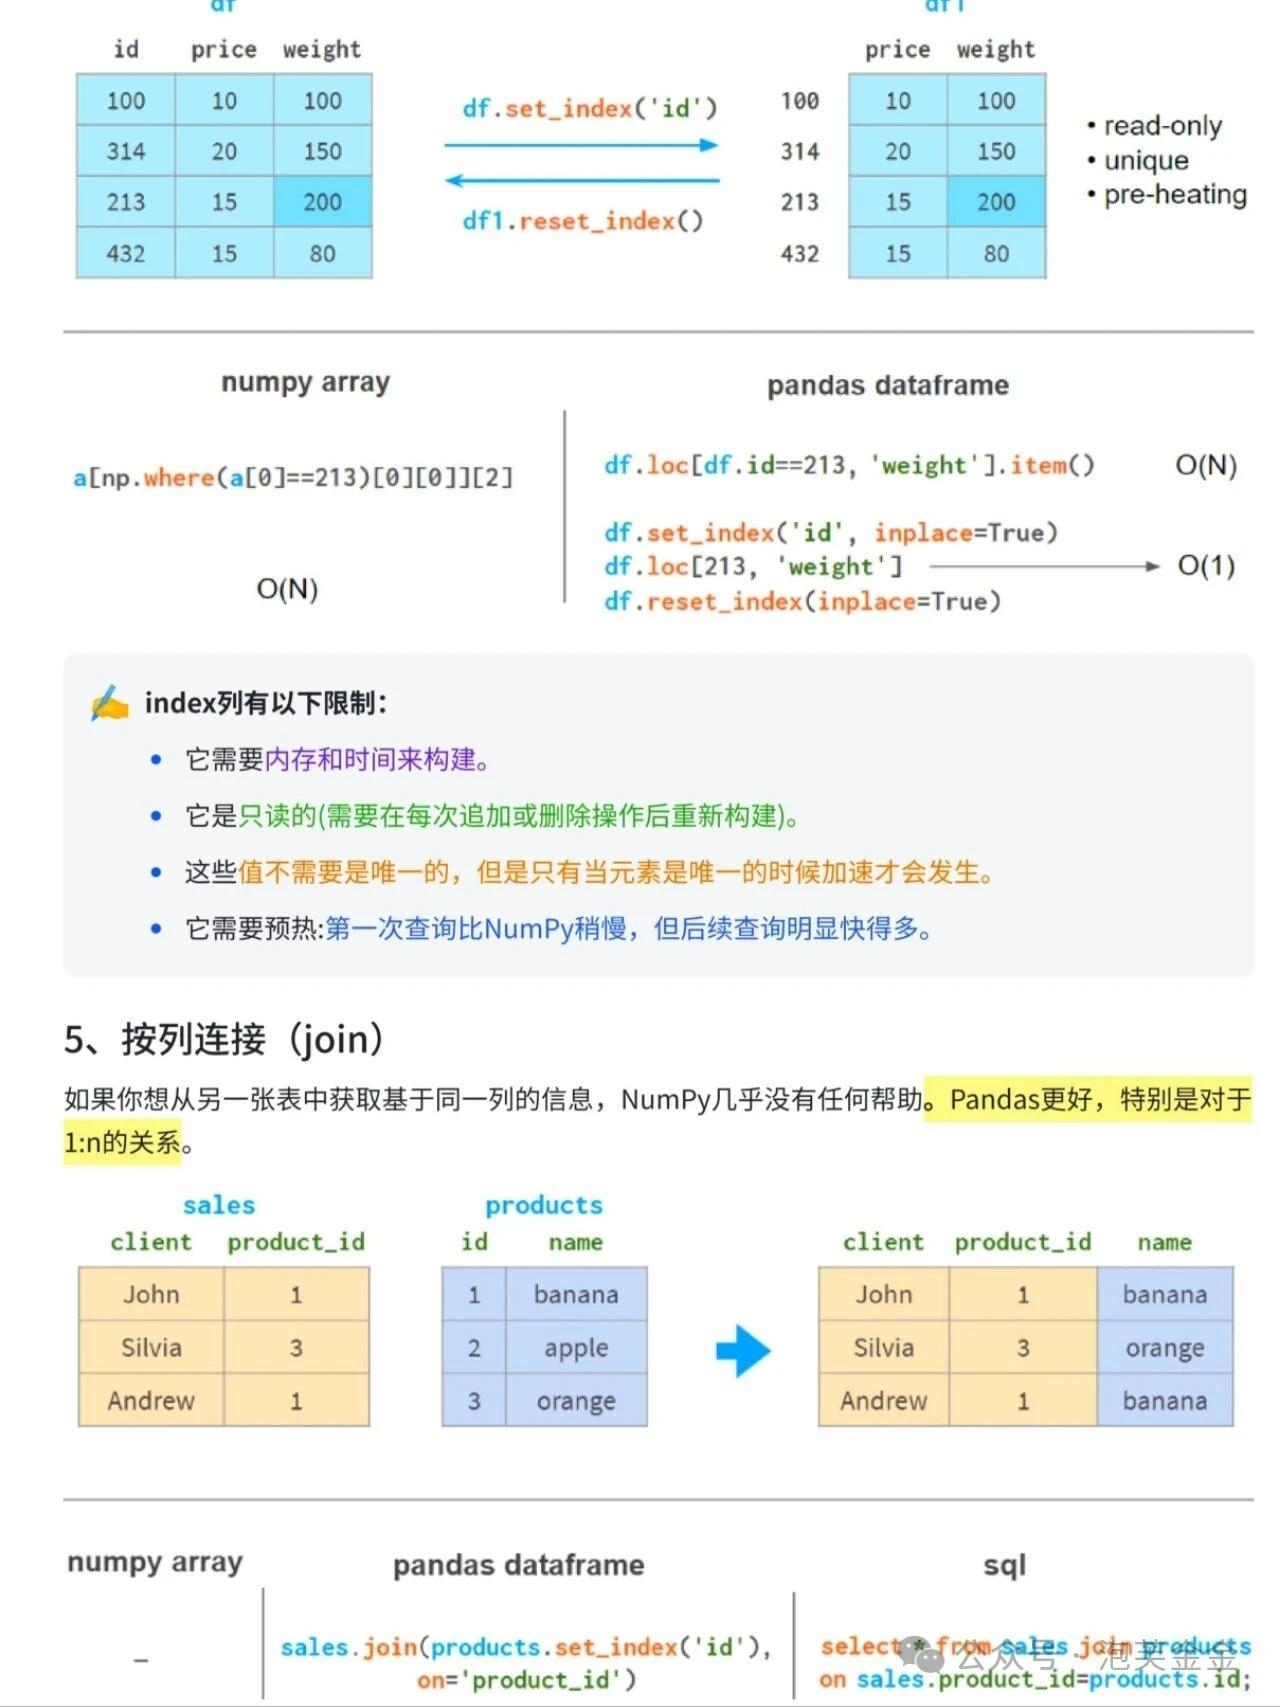 df df1
id price weight price weight
100 10 100 df.set_index('id') 100 10 100
• read-only
314 20 150 314 20 150
• unique
213 15 200 213 15 200
• pre-heating
df1.reset_index()
432 15 80 432 15 80
numpy array
pandas dataframe
a[np.where(a[0]==213)[0][0]][2]
O(N)
df.loc[df.id==213, 'weight'].item() O(N)
df.set_index('id', inplace=True)
df.loc[213, 'weight'] O(1)
df.reset_index(inplace=True)
✍️ index列有以下限制：
• 它需要内存和时间来构建。
• 它是只读的(需要在每次追加或删除操作后重新构建)。
• 这些值不需要是唯一的，但是只有当元素是唯一的时候加速才会发生。
• 它需要预热:第一次查询比NumPy稍慢，但后续查询明显快得多。
5、按列连接（join）
如果你想从另一张表中获取基于同一列的信息，NumPy几乎没有任何帮助。Pandas更好，特别是对于
1:n的关系。
sales products
client product_id id name client product_id name
John 1 1 banana John 1 banana
Silvia 3 2 apple Silvia 3 orange
Andrew 1 3 orange Andrew 1 banana
numpy array pandas dataframe sql
–
sales.join(products.set_index('id'),
on='product_id')
select * from sales join products
on sales.product_id=products.id;
公众号 · 泡芙金金